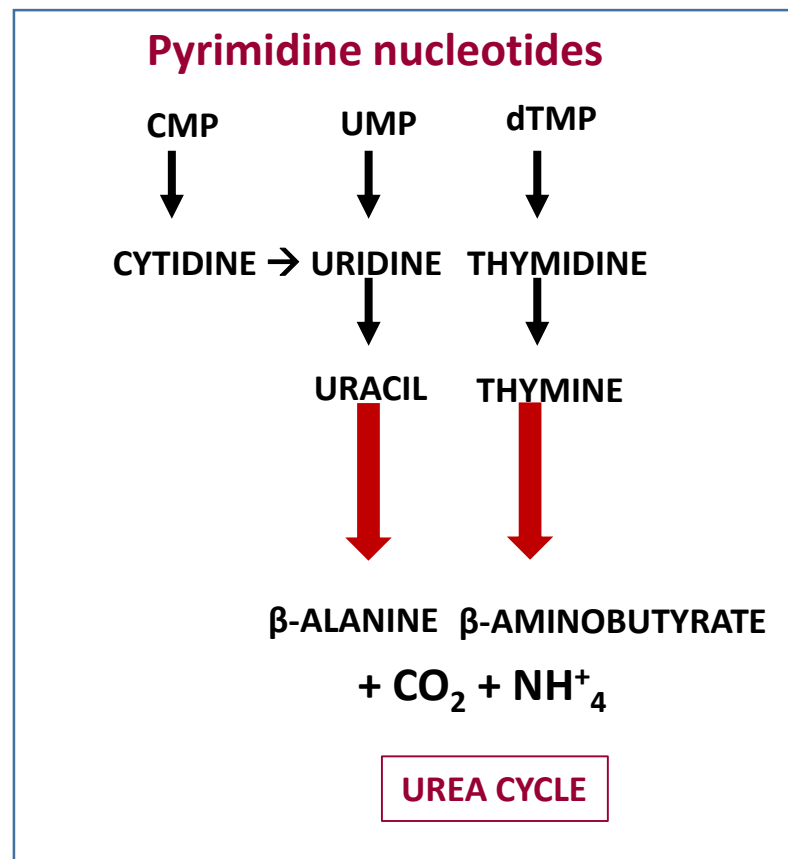 Pyrimidine nucleotides
CMP UMP dTMP
CYTIDINE → URIDINE THYMIDINE
URACIL THYMINE
β-ALANINE β-AMINOBUTYRATE
+ CO₂ + NH⁺₄
UREA CYCLE